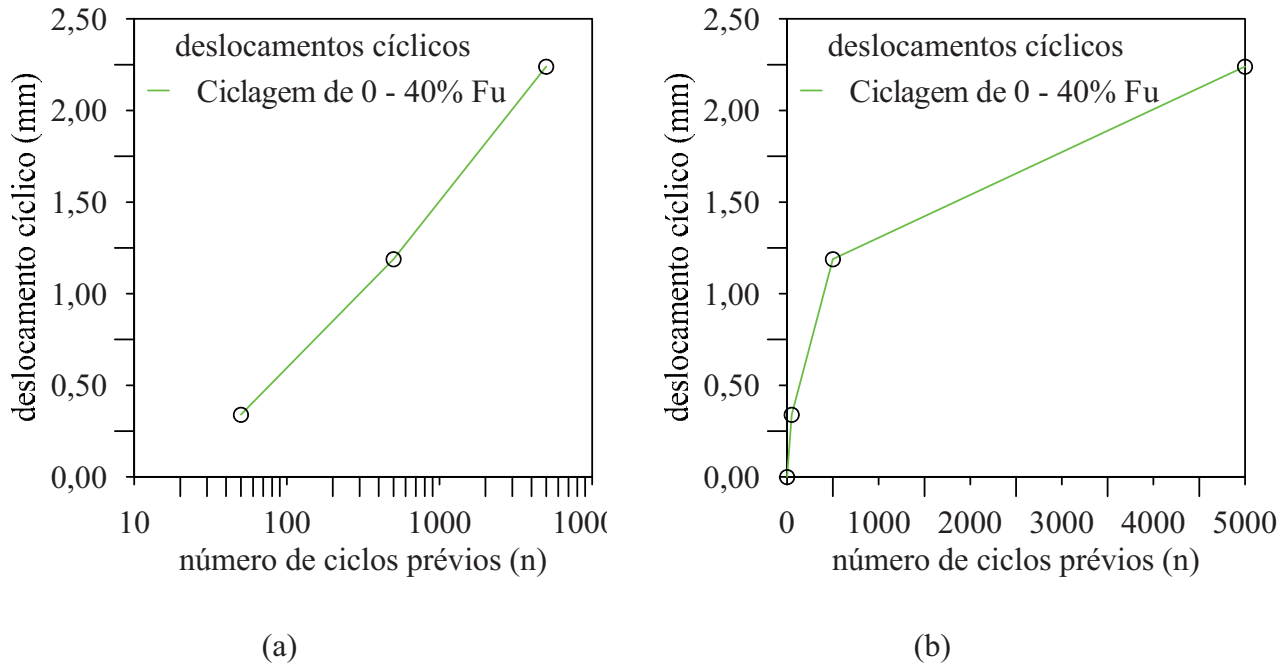 2,50
2,00
1,50
1,00
0,50
0,00
deslocamento cíclico (mm)
deslocamentos cíclicos
Ciclagem de 0 - 40% Fu
10 100 1000 1000
número de ciclos prévios (n)
(a)
2,50
2,00
1,50
1,00
0,50
0,00
deslocamento cíclico (mm)
deslocamentos cíclicos
Ciclagem de 0 - 40% Fu
0 1000 2000 3000 4000 5000
número de ciclos prévios (n)
(b)